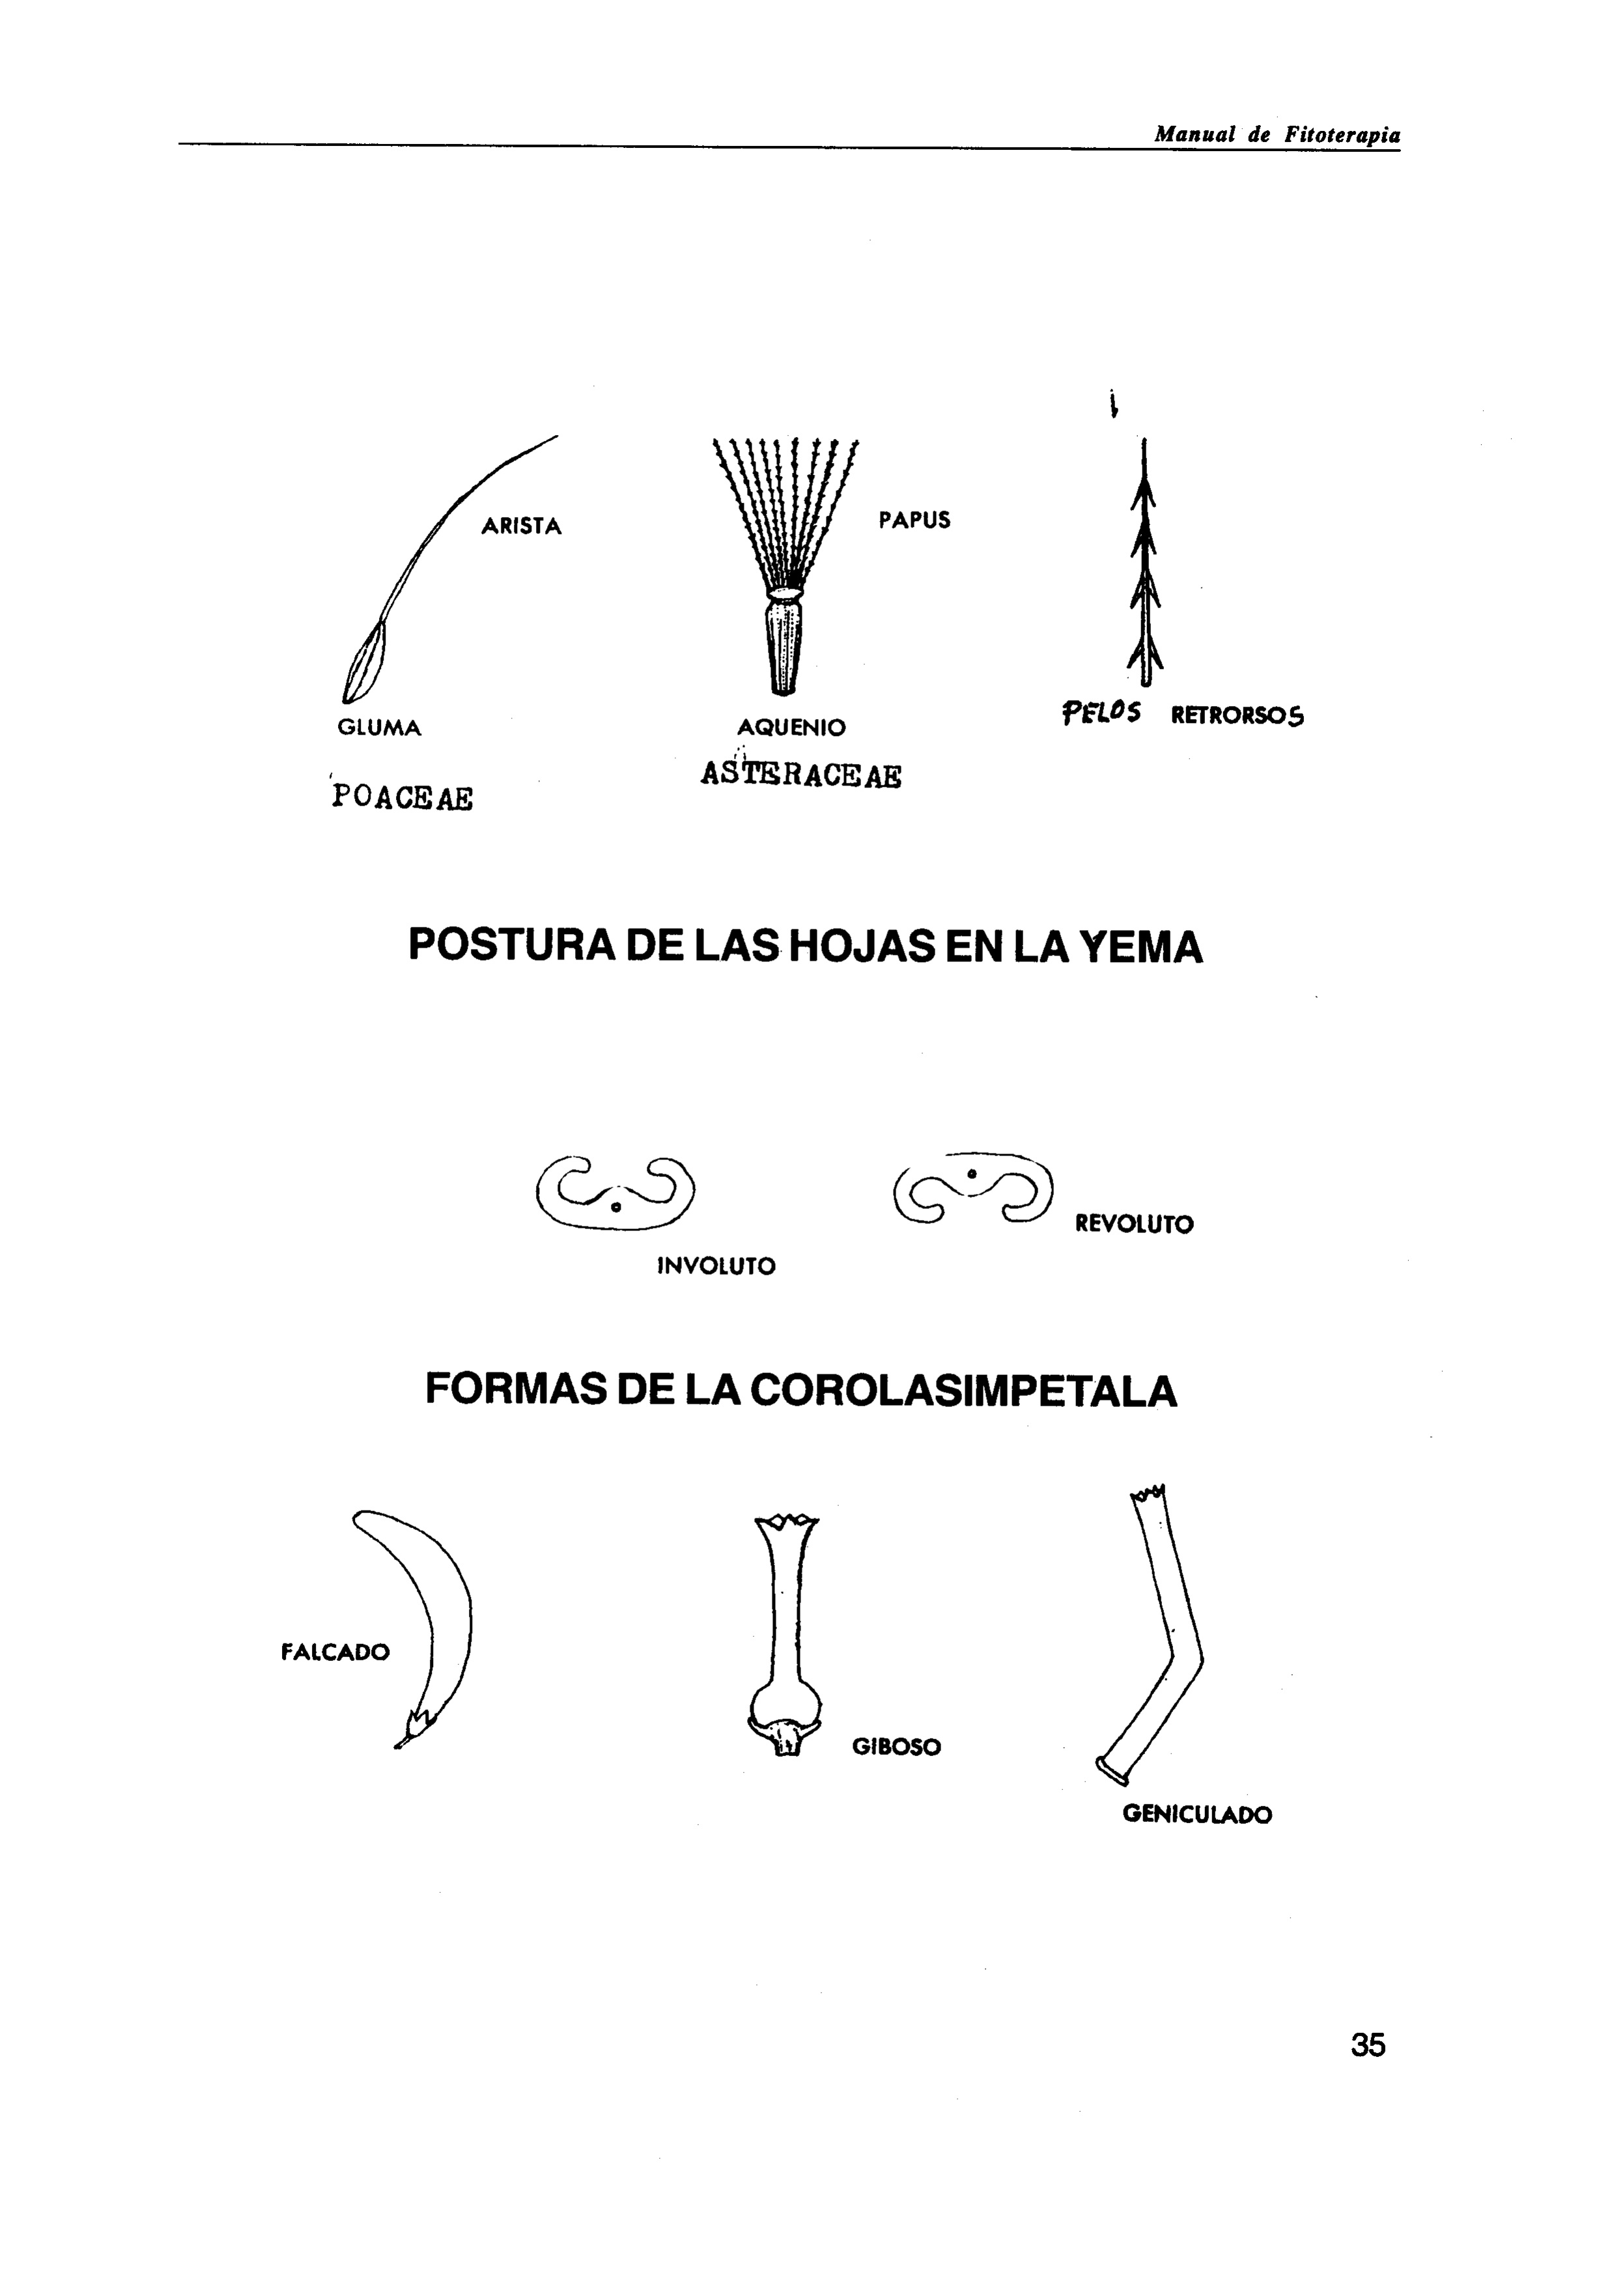 Manual de Fitoterapia
ARISTA
PAPUS
GLUMA
AQUENIO
PELOS RETRORSOS
POACEAE
ASTERACEAE
POSTURA DE LAS HOJAS EN LA YEMA
INVOLUTO
REVOLUTO
FORMAS DE LA COROLASIMPETALA
FALCADO
GIBOSO
GENICULADO
35